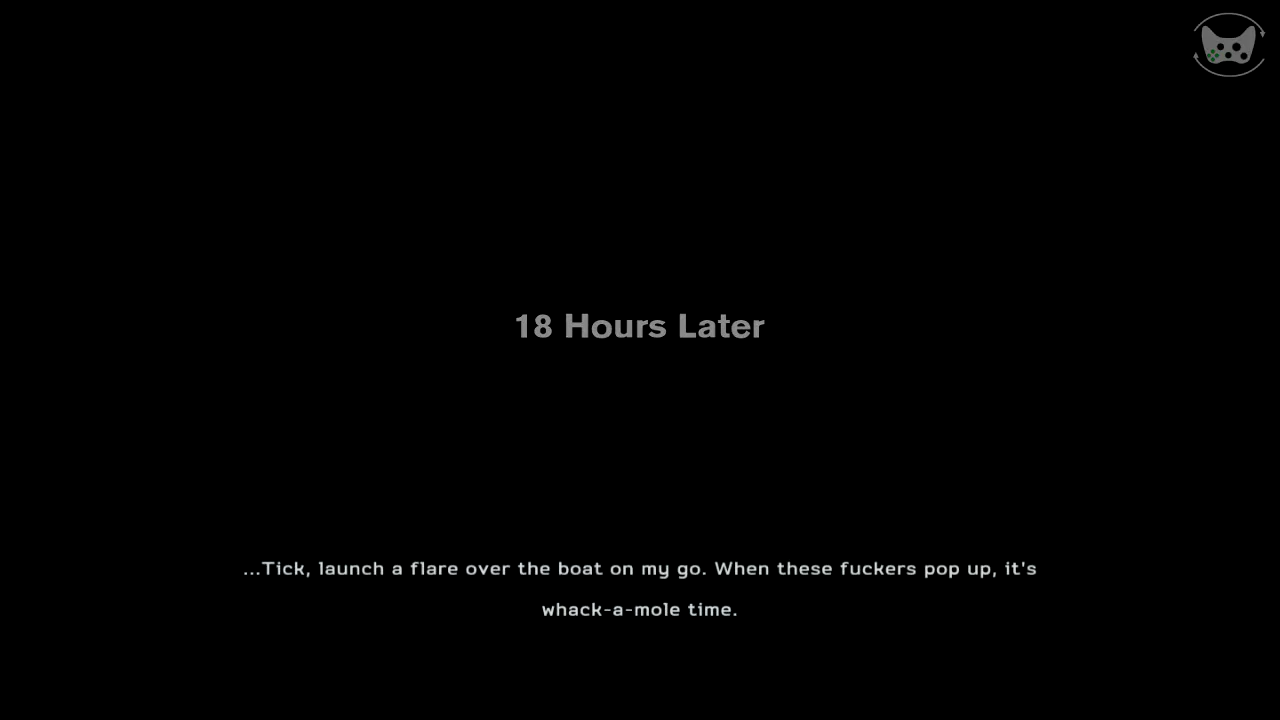 18 Hours Later
...Tick, launch a flare over the boat on my go. When these fuckers pop up, it's
whack-a-mole time.